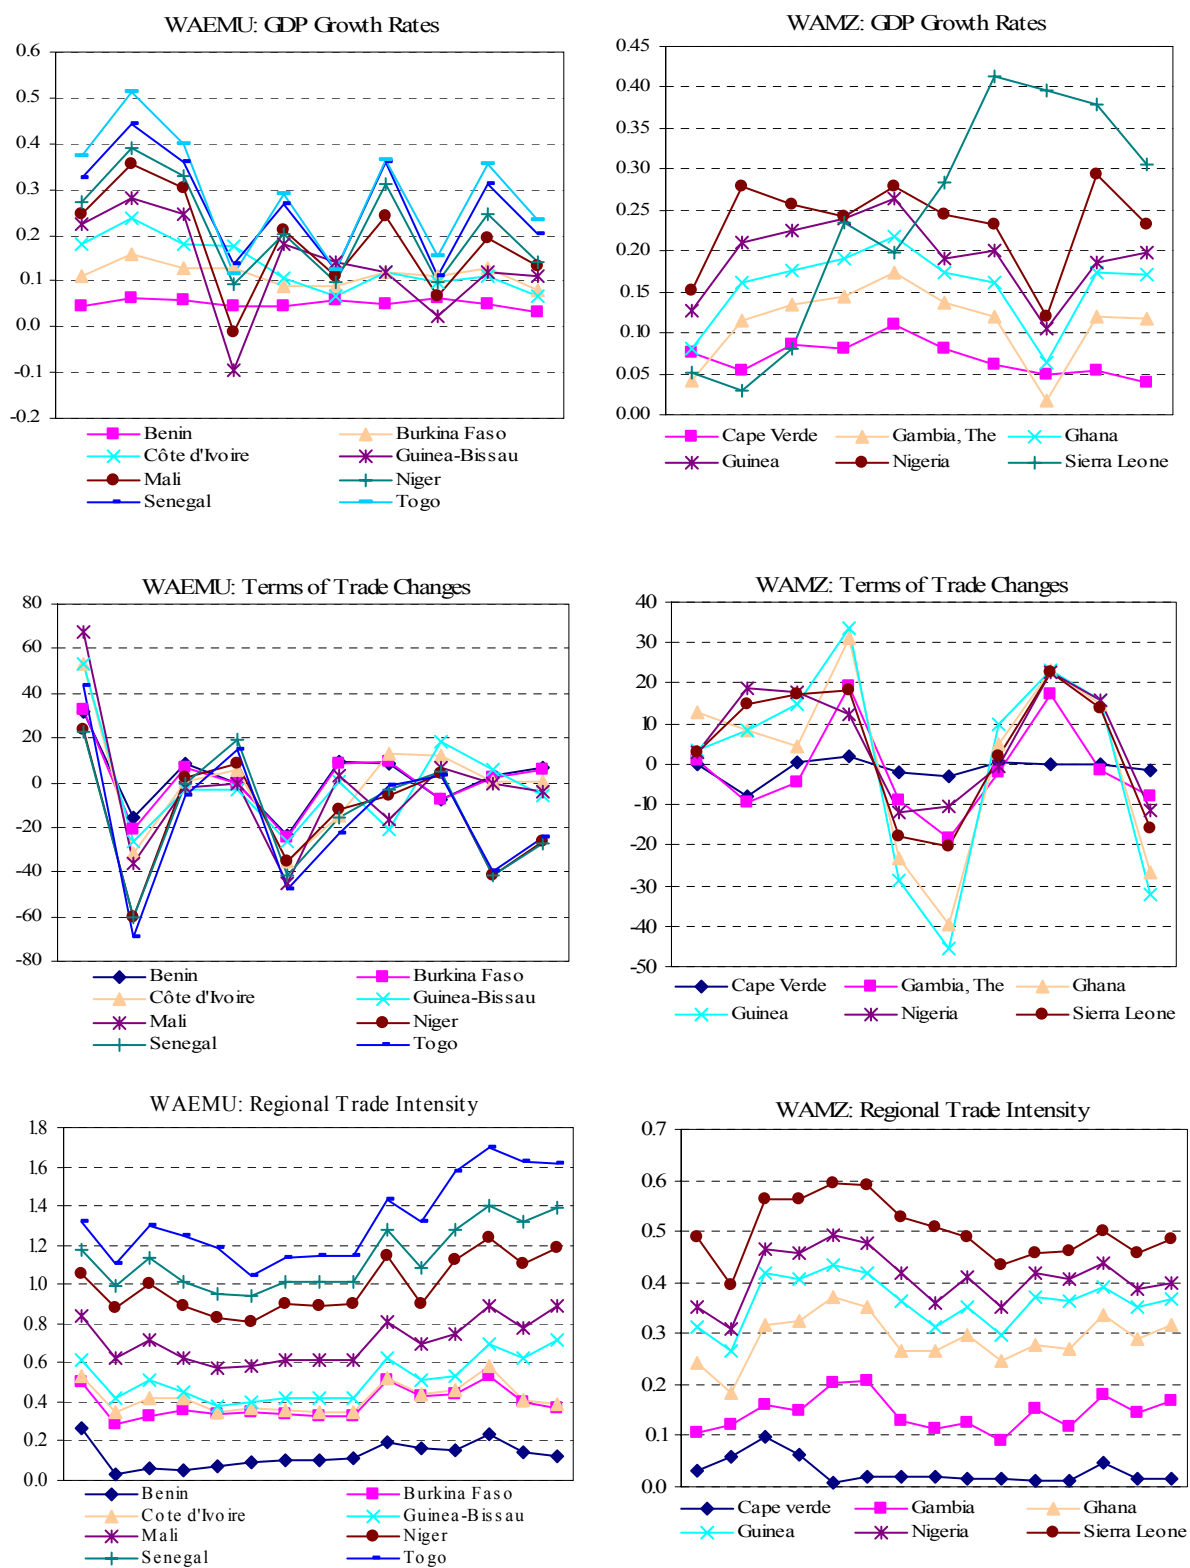 WAEMU: GDP Growth Rates
0.6
0.5
0.4
0.3
0.2
0.1
0.0
-0.1
-0.2
Benin Burkina Faso
Côte d'Ivoire Guinea-Bissau
Mali Niger
Senegal Togo
WAMZ: GDP Growth Rates
0.45
0.40
0.35
0.30
0.25
0.20
0.15
0.10
0.05
0.00
Cape Verde Gambia, The Ghana
Guinea Nigeria Sierra Leone
WAEMU: Terms of Trade Changes
80
60
40
20
0
-20
-40
-60
-80
Benin Burkina Faso
Côte d'Ivoire Guinea-Bissau
Mali Niger
Senegal Togo
WAMZ: Terms of Trade Changes
40
30
20
10
0
-10
-20
-30
-40
-50
Cape Verde Gambia, The Ghana
Guinea Nigeria Sierra Leone
WAEMU: Regional Trade Intensity
1.8
1.6
1.4
1.2
1.0
0.8
0.6
0.4
0.2
0.0
Benin Burkina Faso
Cote d'Ivoire Guinea-Bissau
Mali Niger
Senegal Togo
WAMZ: Regional Trade Intensity
0.7
0.6
0.5
0.4
0.3
0.2
0.1
0.0
Cape verde Gambia Ghana
Guinea Nigeria Sierra Leone